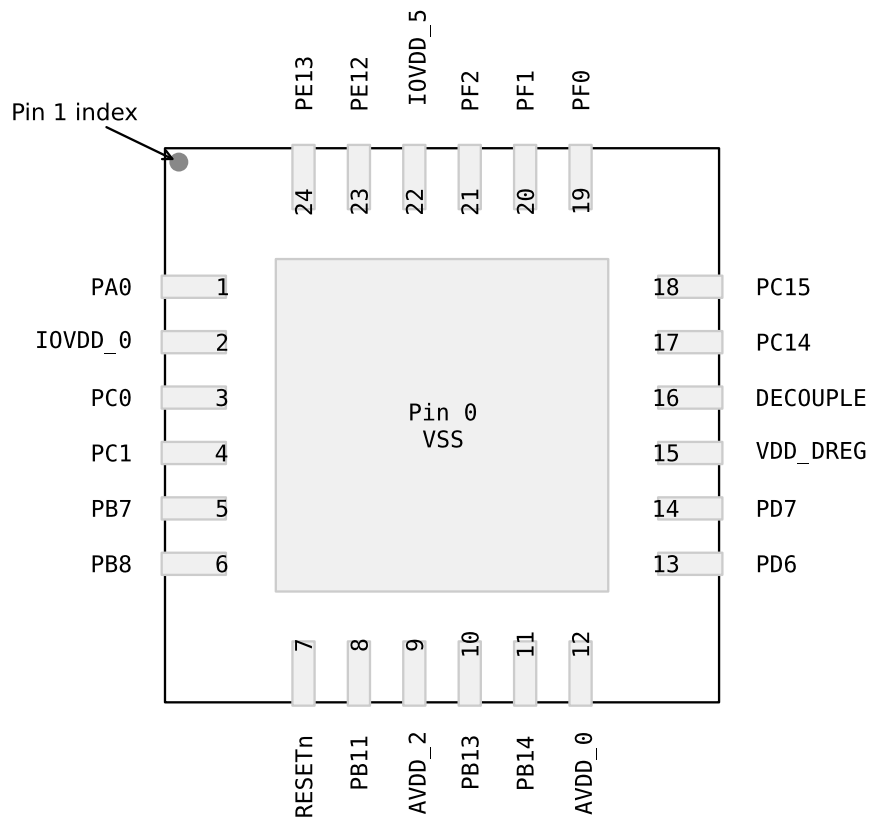 IOVDD_5
PE13
PE12
PF2
PF1
PF0
Pin 1 index
24
23
22
21
20
19
PA0
1
18
PC15
IOVDD_0
2
17
PC14
PC0
3
16
DECOUPLE
Pin 0
VSS
PC1
4
15
VDD_DREG
PB7
5
14
PD7
PB8
6
13
PD6
7
8
9
10
11
12
RESETn
PB11
AVDD_2
PB13
PB14
AVDD_0